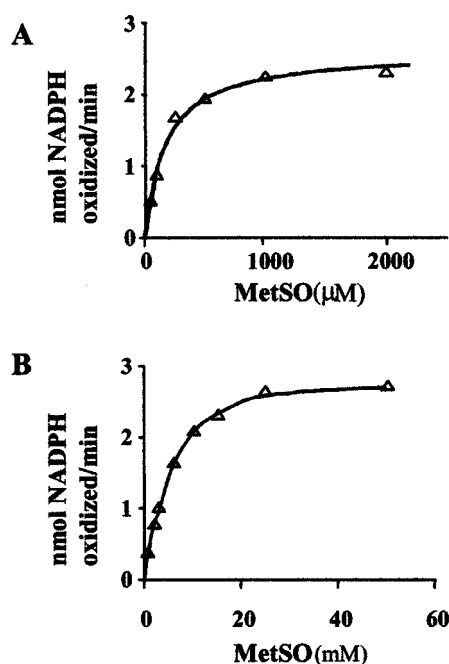 A
nmol NADPH
oxidized/min
3
2
1
0
0
1000
2000
MetSO(μM)
B
nmol NADPH
oxidized/min
3
2
1
0
0
20
40
60
MetSO(mM)